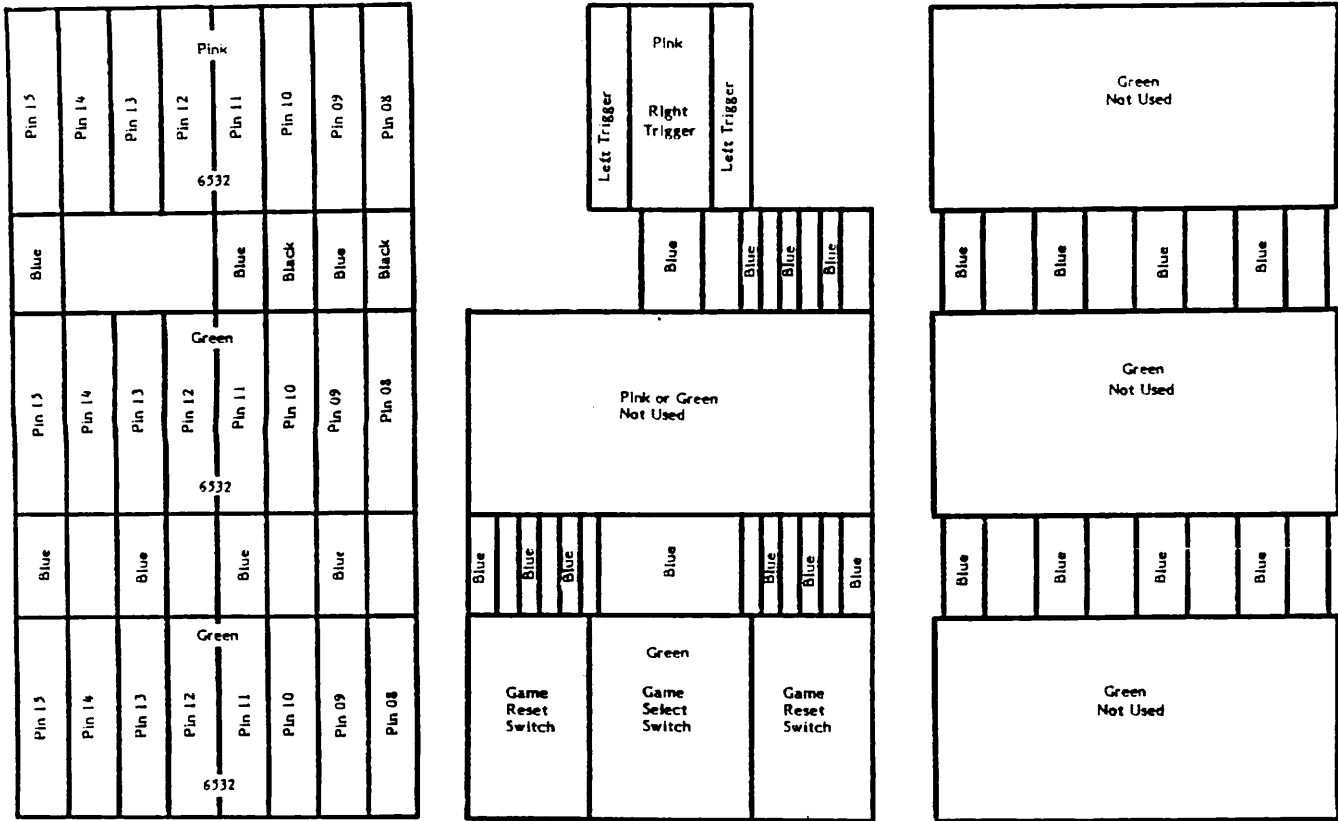 Pink
Pin 15
Pin 14
Pin 13
Pin 12
Pin 11
Pin 10
Pin 09
Pin 08
6532
Blue
Blue
Black
Blue
Black
Green
Pin 15
Pin 14
Pin 13
Pin 12
Pin 11
Pin 10
Pin 09
Pin 08
6532
Blue
Blue
Blue
Blue
Green
Pin 15
Pin 14
Pin 13
Pin 12
Pin 11
Pin 10
Pin 09
Pin 08
6532
Left Trigger
Pink
Right
Trigger
Left Trigger
Blue
Blue
Blue
Blue
Pink or Green
Not Used
Blue
Blue
Blue
Blue
Blue
Blue
Blue
Green
Game
Reset
Switch
Game
Select
Switch
Game
Reset
Switch
Green
Not Used
Blue
Blue
Blue
Blue
Green
Not Used
Blue
Blue
Blue
Blue
Green
Not Used